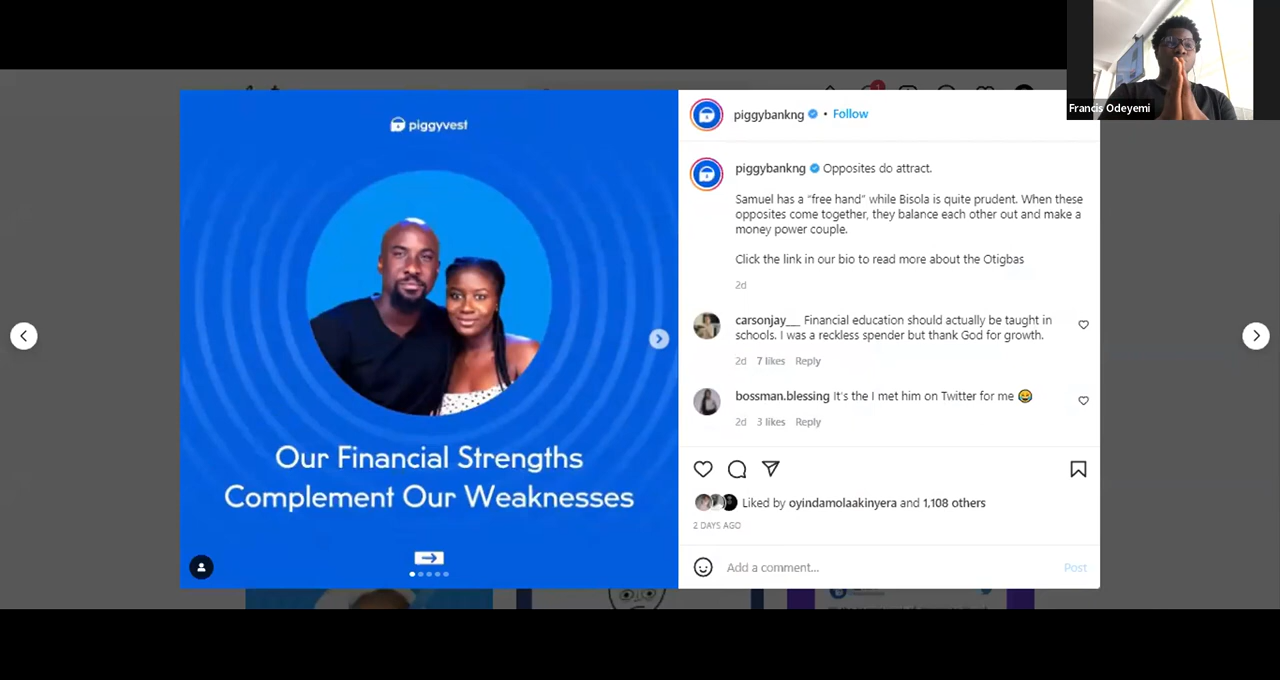 Francis Odeyemi
piggyvest
Our Financial Strengths
Complement Our Weaknesses
piggybankng • Follow
piggybankng Opposites do attract.
Samuel has a "free hand" while Bisola is quite prudent. When these
opposites come together, they balance each other out and make a
money power couple.
Click the link in our bio to read more about the Otigbas
2d
carsonjay___ Financial education should actually be taught in
schools. I was a reckless spender but thank God for growth.
2d 7 likes Reply
bossman.blessing It's the I met him on Twitter for me 😂
2d 3 likes Reply
Liked by oyindamolaakinyera and 1,108 others
2 DAYS AGO
Add a comment... Post